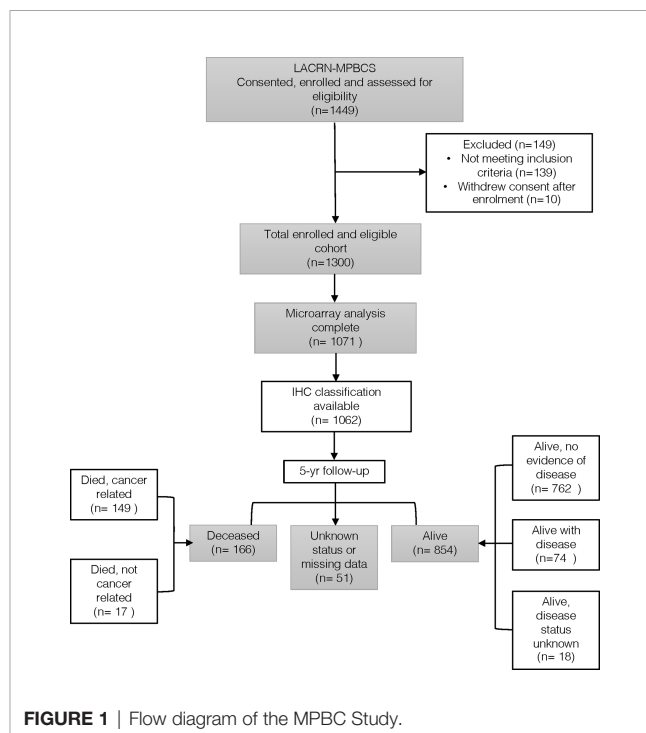 LACRN-MPBCS
Consented, enrolled and assessed for
eligibility
(n=1449)
Excluded (n=149)
• Not meeting inclusion
criteria (n=139)
• Withdrew consent after
enrolment (n=10)
Total enrolled and eligible
cohort
(n=1300)
Microarray analysis
complete
(n= 1071 )
IHC classification
available
(n= 1062)
5-yr follow-up
Died, cancer
related
(n= 149 )
Died, not
cancer
related
(n= 17 )
Deceased
(n= 166)
Unknown
status or
missing data
(n= 51)
Alive
(n= 854)
Alive, no
evidence of
disease
(n= 762 )
Alive with
disease
(n=74 )
Alive,
disease
status
unknown
(n= 18)
FIGURE 1 | Flow diagram of the MPBC Study.